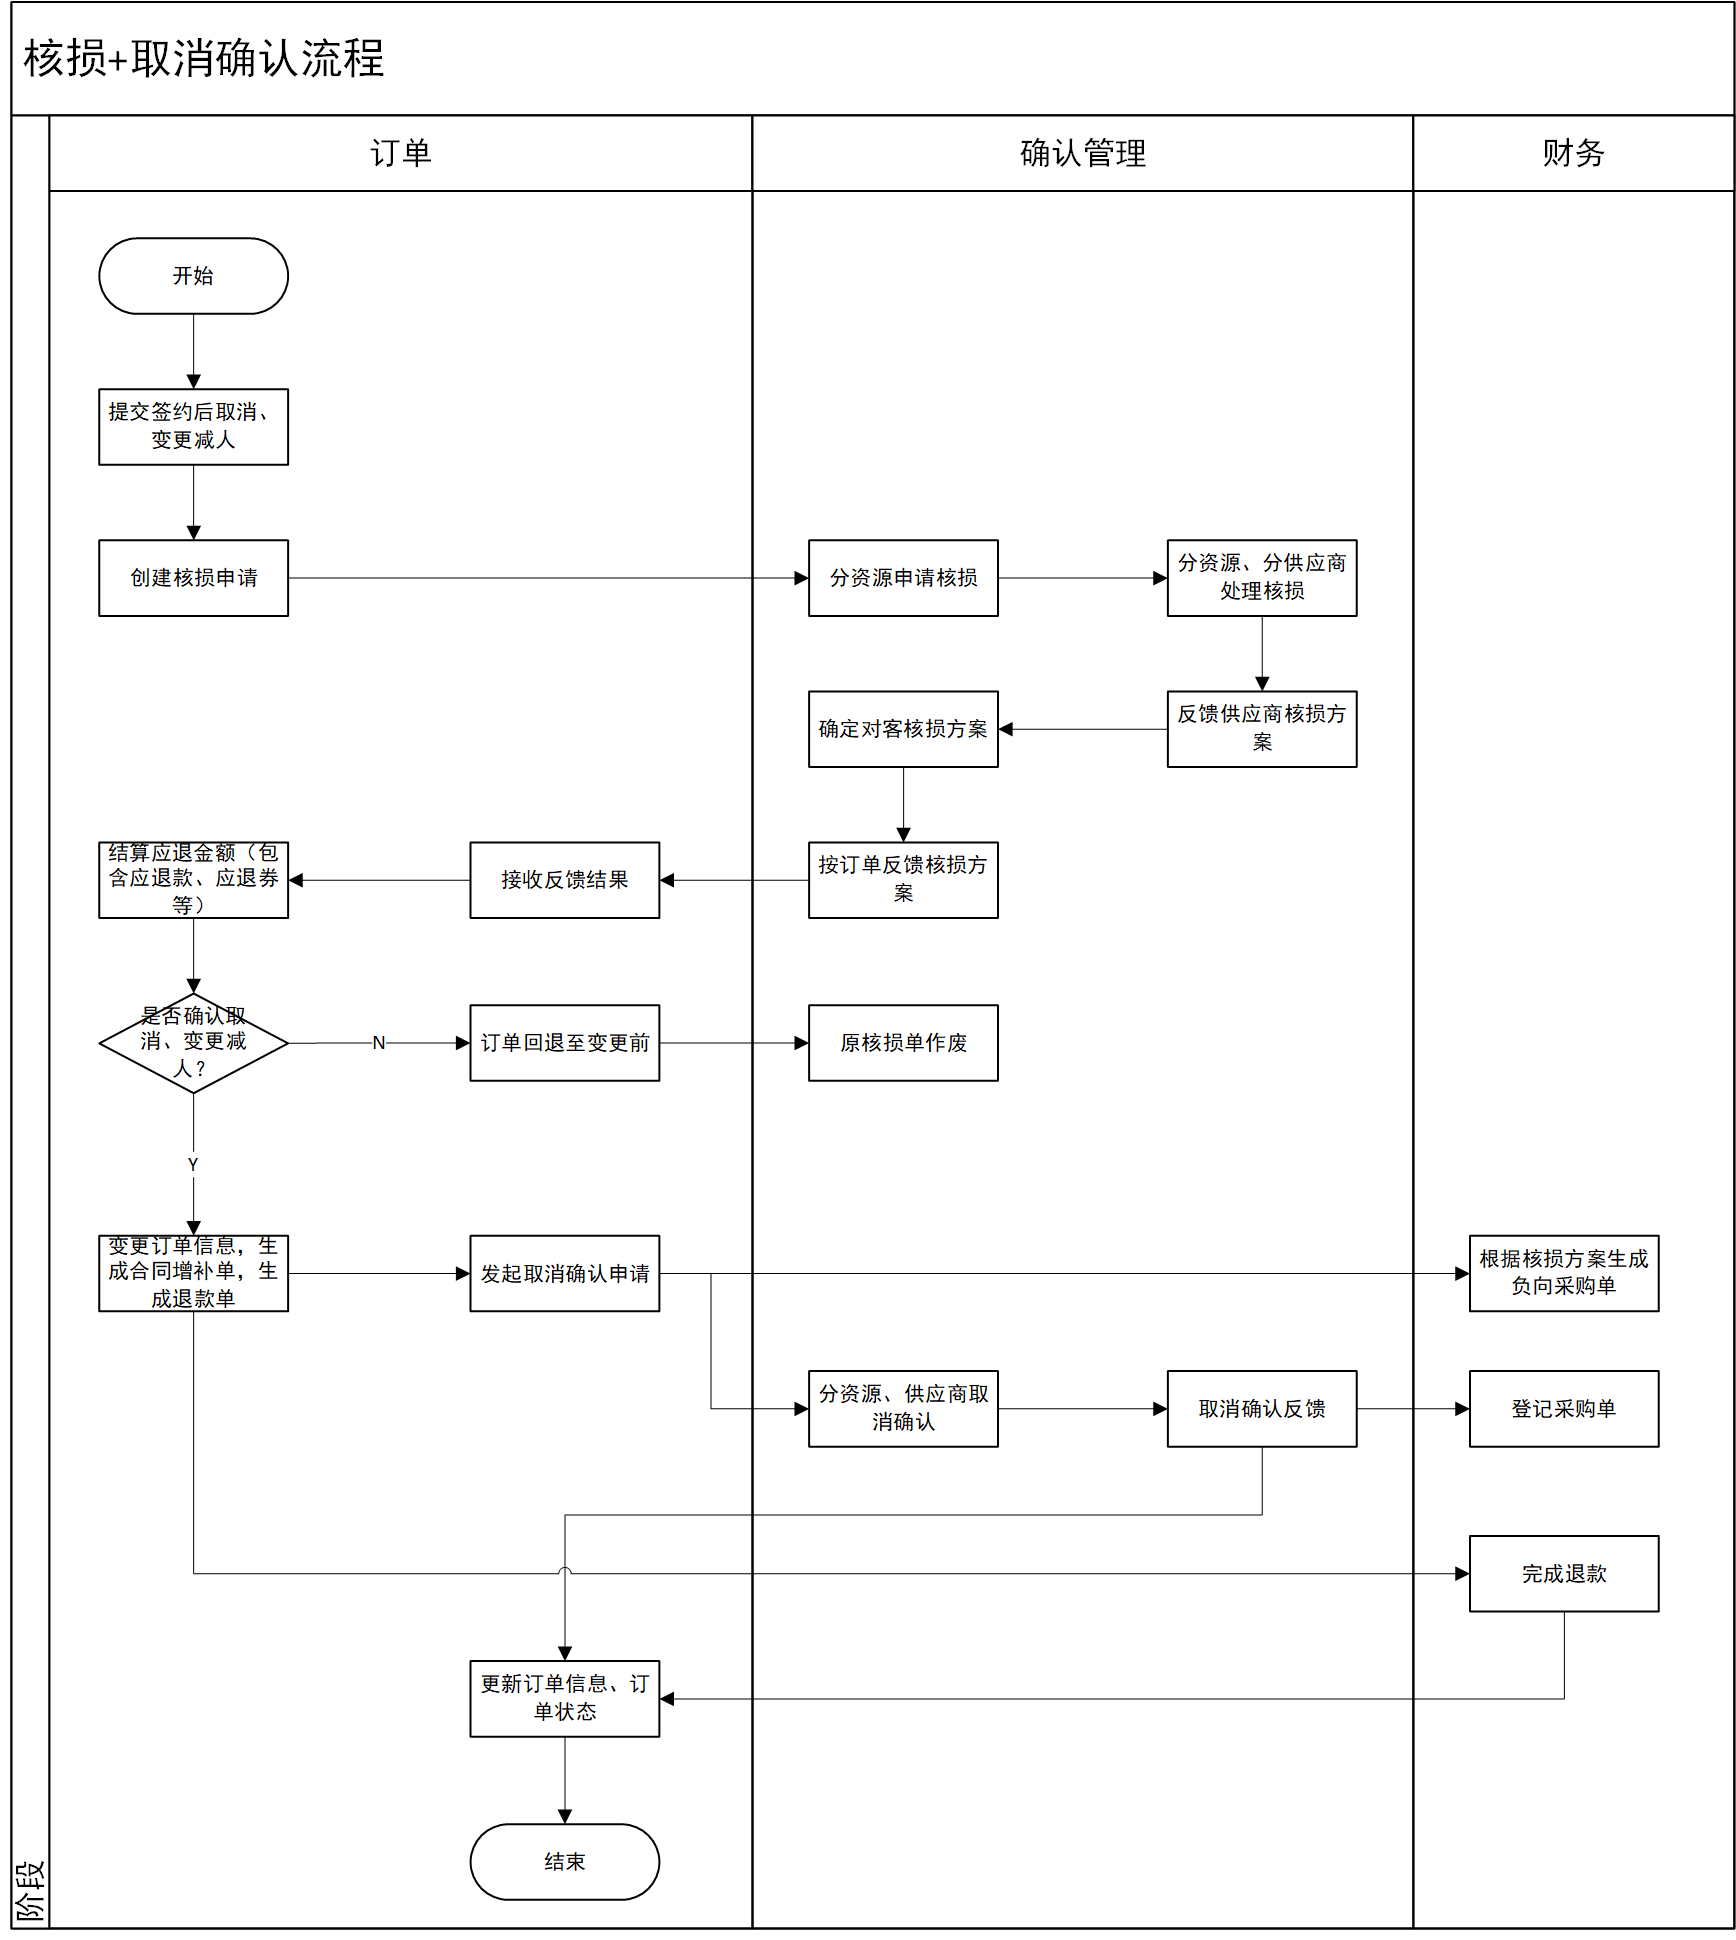 核损+取消确认流程
订单
确认管理
财务
开始
提交签约后取消、
变更减人
创建核损申请
分资源申请核损
分资源、分供应商
处理核损
确定对客核损方案
反馈供应商核损方
案
结算应退金额（包
含应退款、应退券
等）
接收反馈结果
按订单反馈核损方
案
是否确认取
消、变更减
人？
N
订单回退至变更前
原核损单作废
Y
变更订单信息，生
成合同增补单，生
成退款单
发起取消确认申请
根据核损方案生成
负向采购单
分资源、供应商取
消确认
取消确认反馈
登记采购单
完成退款
更新订单信息、订
单状态
结束
阶段